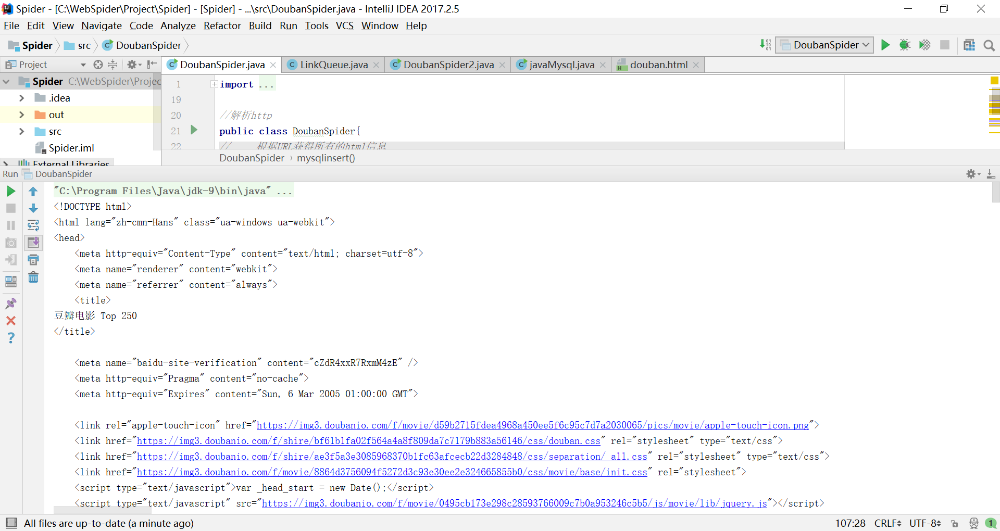 Spider - [C:\WebSpider\Project\Spider] - [Spider] - ...\src\DoubanSpider.java - IntelliJ IDEA 2017.2.5
File Edit View Navigate Code Analyze Refactor Build Run Tools VCS Window Help
Spider src DoubanSpider DoubanSpider
Project DoubanSpider.java LinkQueue.java DoubanSpider2.java javaMysql.java douban.html
Spider C:\WebSpider\Projec
.idea
out
src
Spider.iml
External Libraries
1 import ...
19
20 //解析http
21 public class DoubanSpider{
22 // 根据URL获得所有的html信息
DoubanSpider › mysqlinsert()
Run DoubanSpider
"C:\Program Files\Java\jdk-9\bin\java" ...
<!DOCTYPE html>
<html lang="zh-cmn-Hans" class="ua-windows ua-webkit">
<head>
<meta http-equiv="Content-Type" content="text/html; charset=utf-8">
<meta name="renderer" content="webkit">
<meta name="referrer" content="always">
<title>
豆瓣电影 Top 250
</title>
<meta name="baidu-site-verification" content="cZdR4xxR7RxmM4zE" />
<meta http-equiv="Pragma" content="no-cache">
<meta http-equiv="Expires" content="Sun, 6 Mar 2005 01:00:00 GMT">
<link rel="apple-touch-icon" href="https://img3.doubanio.com/f/movie/d59b2715fdea4968a450ee5f6c95c7d7a2030065/pics/movie/apple-touch-icon.png">
<link href="https://img3.doubanio.com/f/shire/bf61b1fa02f564a4a8f809da7c7179b883a56146/css/douban.css" rel="stylesheet" type="text/css">
<link href="https://img3.doubanio.com/f/shire/ae3f5a3e3085968370b1fc63afcecb22d3284848/css/separation/_all.css" rel="stylesheet" type="text/css">
<link href="https://img3.doubanio.com/f/movie/8864d3756094f5272d3c93e30ee2e324665855b0/css/movie/base/init.css" rel="stylesheet">
<script type="text/javascript">var _head_start = new Date();</script>
<script type="text/javascript" src="https://img3.doubanio.com/f/movie/0495cb173e298c28593766009c7b0a953246c5b5/js/movie/lib/jquery.js"></script>
All files are up-to-date (a minute ago) 107:28 CRLF UTF-8 1